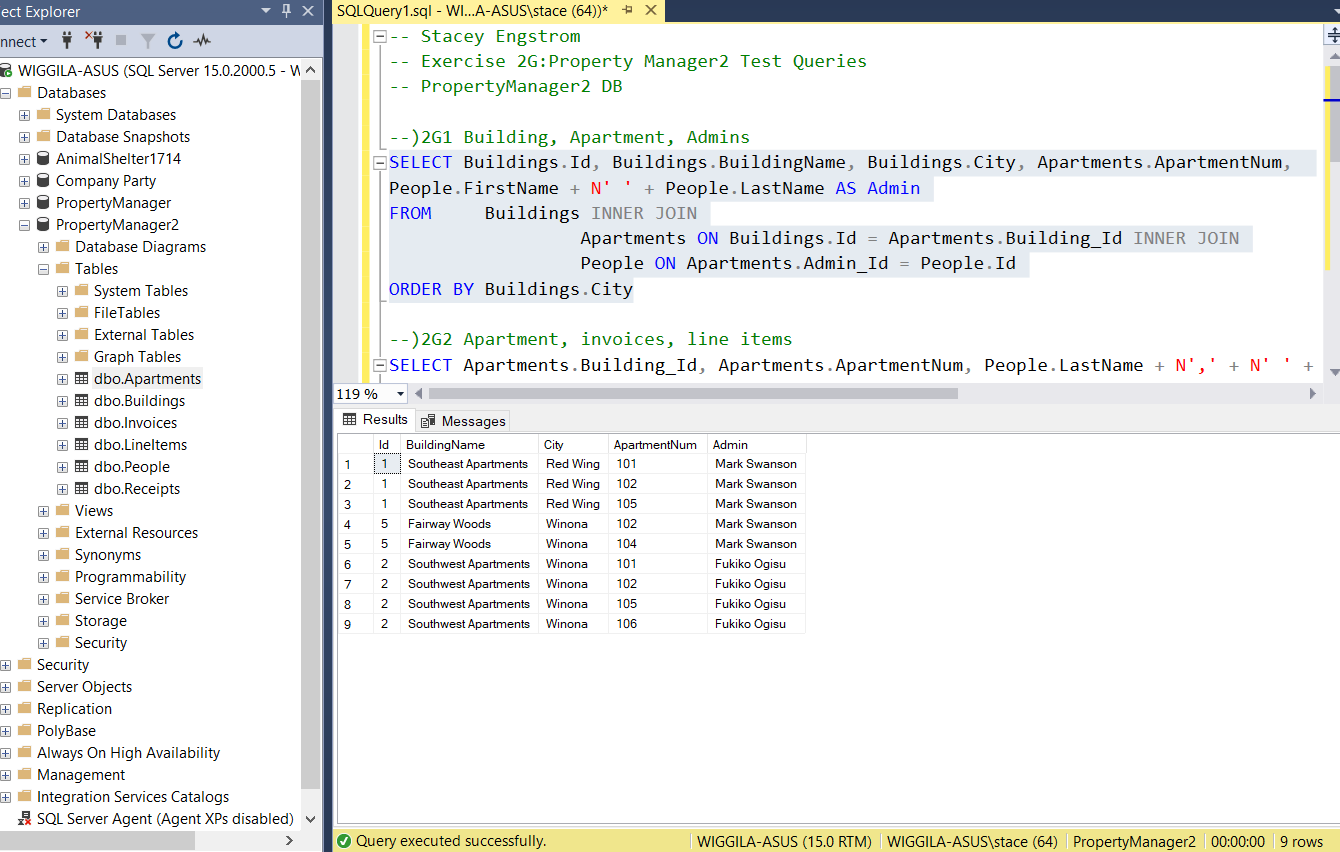 ect Explorer
nnect
WIGGILA-ASUS (SQL Server 15.0.2000.5 - W
Databases
System Databases
Database Snapshots
AnimalShelter1714
Company Party
PropertyManager
PropertyManager2
Database Diagrams
Tables
System Tables
FileTables
External Tables
Graph Tables
dbo.Apartments
dbo.Buildings
dbo.Invoices
dbo.LineItems
dbo.People
dbo.Receipts
Views
External Resources
Synonyms
Programmability
Service Broker
Storage
Security
Security
Server Objects
Replication
PolyBase
Always On High Availability
Management
Integration Services Catalogs
SQL Server Agent (Agent XPs disabled)
SQLQuery1.sql - WI...A-ASUS\stace (64))*
-- Stacey Engstrom
-- Exercise 2G:Property Manager2 Test Queries
-- PropertyManager2 DB
--)2G1 Building, Apartment, Admins
SELECT Buildings.Id, Buildings.BuildingName, Buildings.City, Apartments.ApartmentNum,
People.FirstName + N' ' + People.LastName AS Admin
FROM Buildings INNER JOIN
Apartments ON Buildings.Id = Apartments.Building_Id INNER JOIN
People ON Apartments.Admin_Id = People.Id
ORDER BY Buildings.City
--)2G2 Apartment, invoices, line items
SELECT Apartments.Building_Id, Apartments.ApartmentNum, People.LastName + N',' + N' ' +
119 %
Results Messages
Id BuildingName City ApartmentNum Admin
1 1 Southeast Apartments Red Wing 101 Mark Swanson
2 1 Southeast Apartments Red Wing 102 Mark Swanson
3 1 Southeast Apartments Red Wing 105 Mark Swanson
4 5 Fairway Woods Winona 102 Mark Swanson
5 5 Fairway Woods Winona 104 Mark Swanson
6 2 Southwest Apartments Winona 101 Fukiko Ogisu
7 2 Southwest Apartments Winona 102 Fukiko Ogisu
8 2 Southwest Apartments Winona 105 Fukiko Ogisu
9 2 Southwest Apartments Winona 106 Fukiko Ogisu
Query executed successfully. WIGGILA-ASUS (15.0 RTM) WIGGILA-ASUS\stace (64) PropertyManager2 00:00:00 9 rows